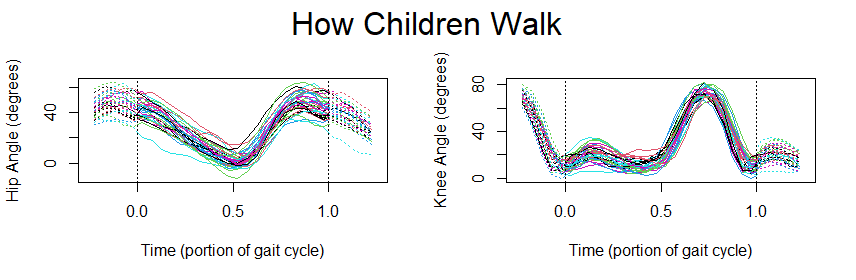 How Children Walk
Hip Angle (degrees)
40
0
0.0 0.5 1.0
Time (portion of gait cycle)
Knee Angle (degrees)
80
40
0
0.0 0.5 1.0
Time (portion of gait cycle)